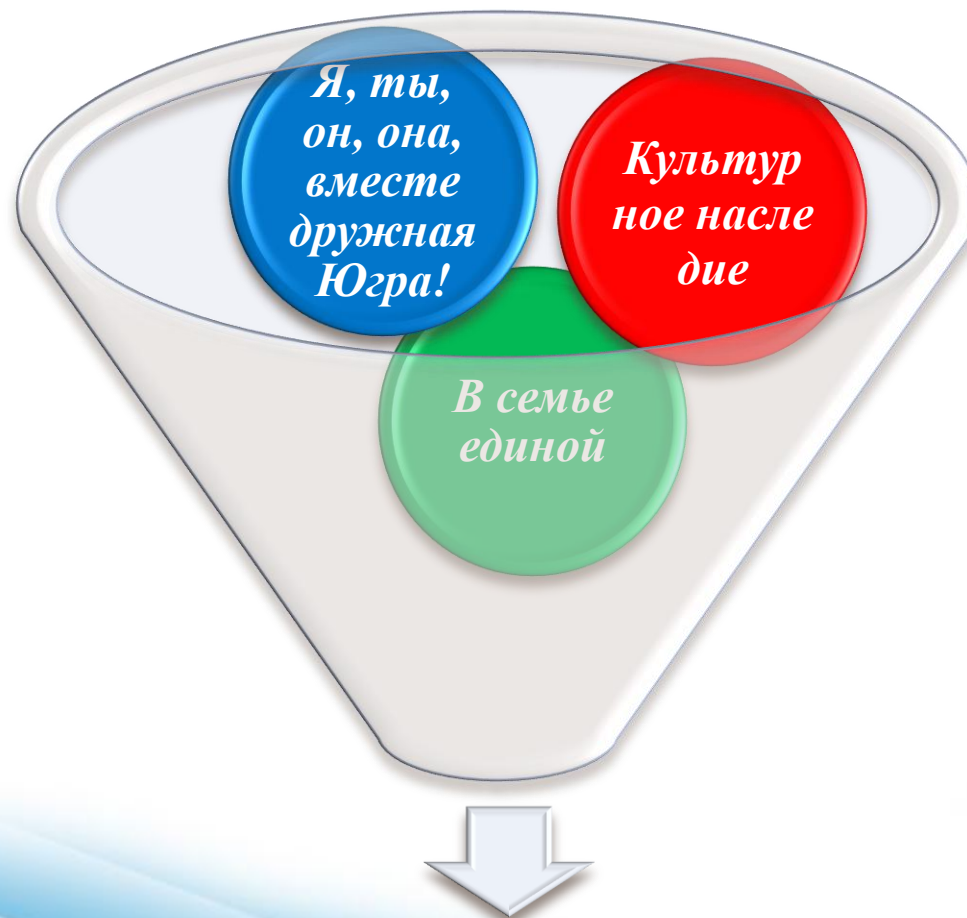 Я, ты,
он, она,
вместе
дружная
Югра!
Культур
ное насле
дие
В семье
единой